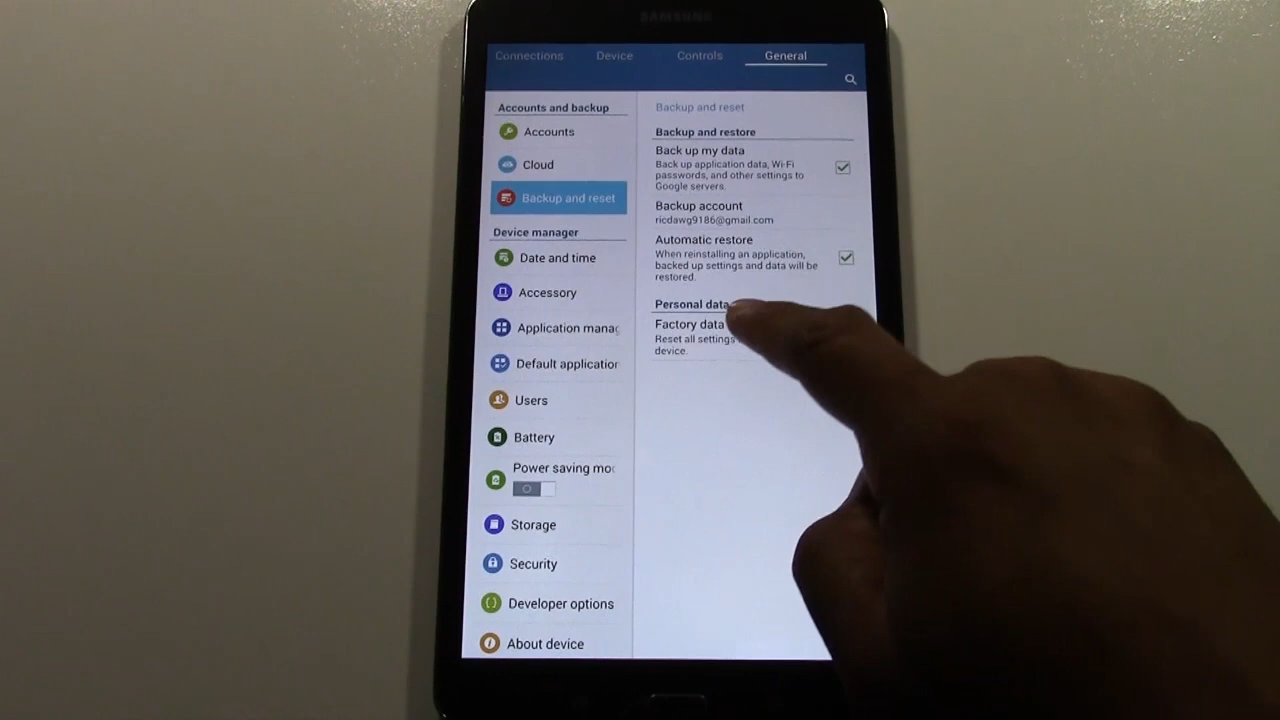 SAMSUNG
Connections
Device
Controls
General
Accounts and backup
Accounts
Cloud
Backup and reset
Device manager
Date and time
Accessory
Application manag
Default application
Users
Battery
Power saving mo
Storage
Security
Developer options
About device
Backup and reset
Backup and restore
Back up my data
Back up application data, Wi-Fi
passwords, and other settings to
Google servers.
Backup account
ricdawg9186@gmail.com
Automatic restore
When reinstalling an application,
backed up settings and data will be
restored.
Personal data
Factory data
Reset all settings
device.